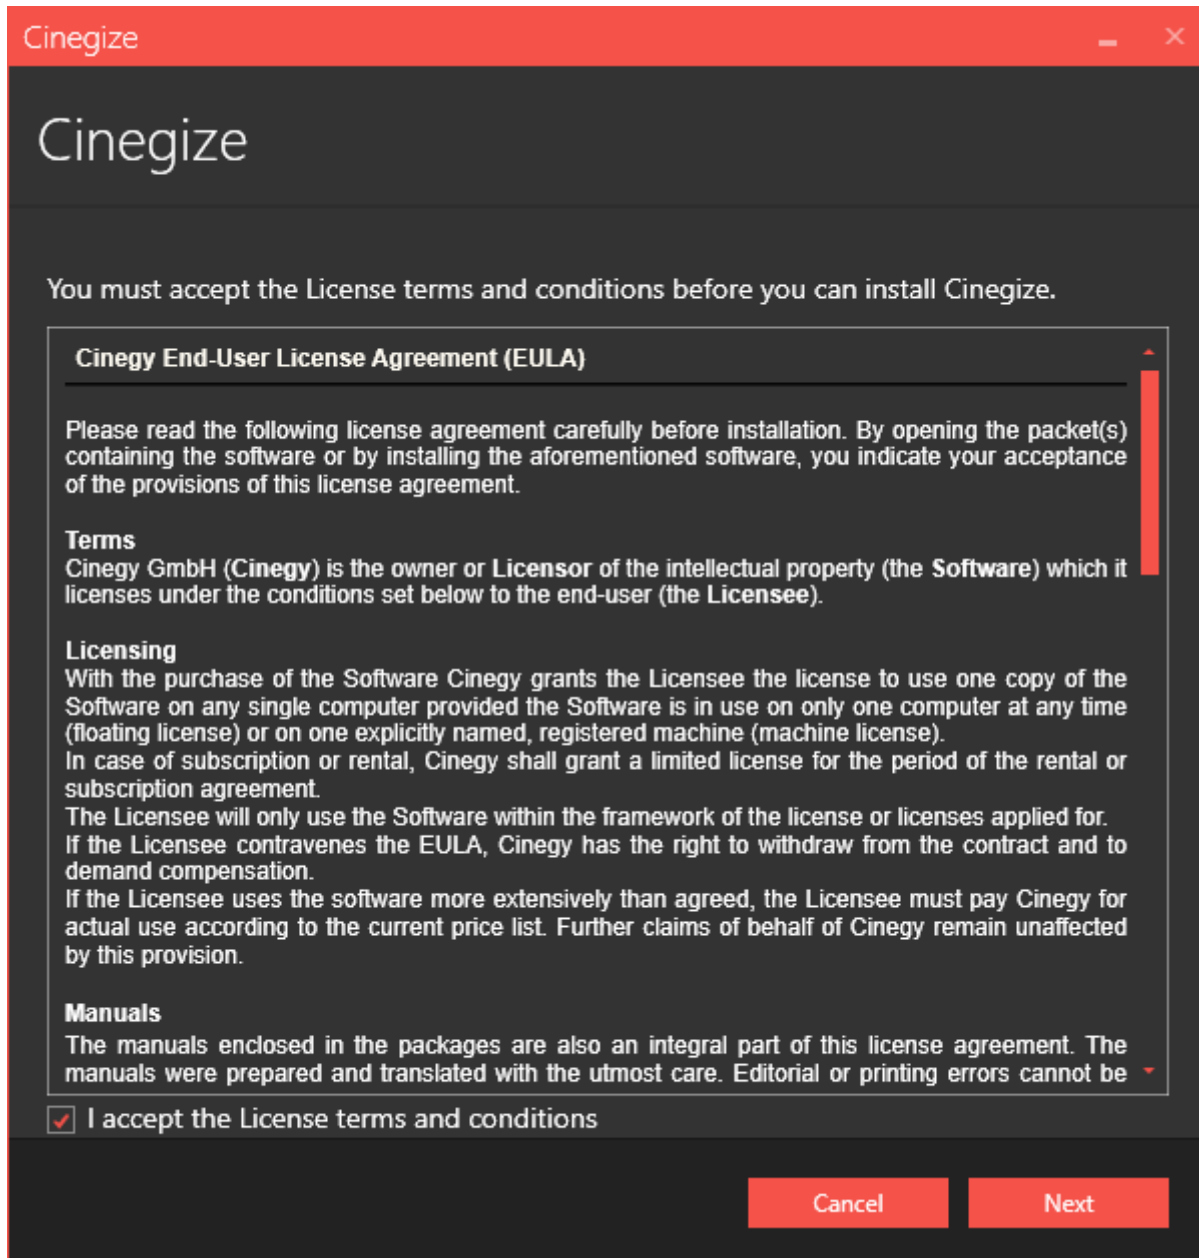 Cinegize
Cinegize
You must accept the License terms and conditions before you can install Cinegize.
Cinegy End-User License Agreement (EULA)
Please read the following license agreement carefully before installation. By opening the packet(s)
containing the software or by installing the aforementioned software, you indicate your acceptance
of the provisions of this license agreement.
Terms
Cinegy GmbH (Cinegy) is the owner or Licensor of the intellectual property (the Software) which it
licenses under the conditions set below to the end-user (the Licensee).
Licensing
With the purchase of the Software Cinegy grants the Licensee the license to use one copy of the
Software on any single computer provided the Software is in use on only one computer at any time
(floating license) or on one explicitly named, registered machine (machine license).
In case of subscription or rental, Cinegy shall grant a limited license for the period of the rental or
subscription agreement.
The Licensee will only use the Software within the framework of the license or licenses applied for.
If the Licensee contravenes the EULA, Cinegy has the right to withdraw from the contract and to
demand compensation.
If the Licensee uses the software more extensively than agreed, the Licensee must pay Cinegy for
actual use according to the current price list. Further claims of behalf of Cinegy remain unaffected
by this provision.
Manuals
The manuals enclosed in the packages are also an integral part of this license agreement. The
manuals were prepared and translated with the utmost care. Editorial or printing errors cannot be
I accept the License terms and conditions
Cancel
Next